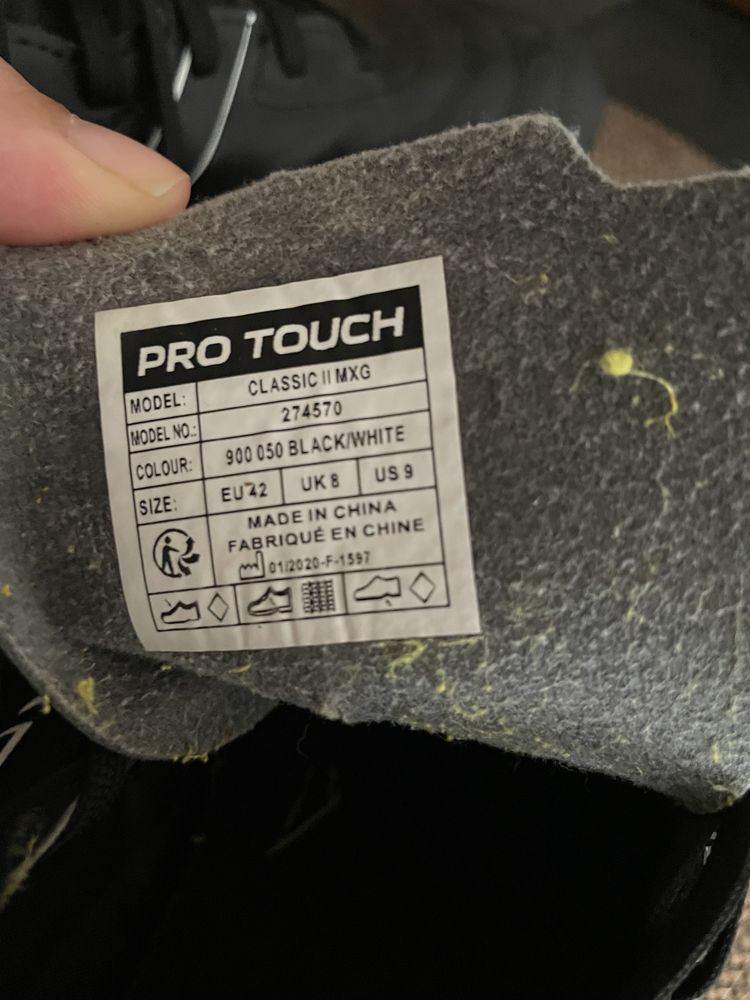 PRO TOUCH
MODEL: CLASSIC II MXG
MODEL NO.: 274570
COLOUR: 900 050 BLACK/WHITE
SIZE: EU 42 UK 8 US 9
MADE IN CHINA
FABRIQUÉ EN CHINE
01/2020-F-1597